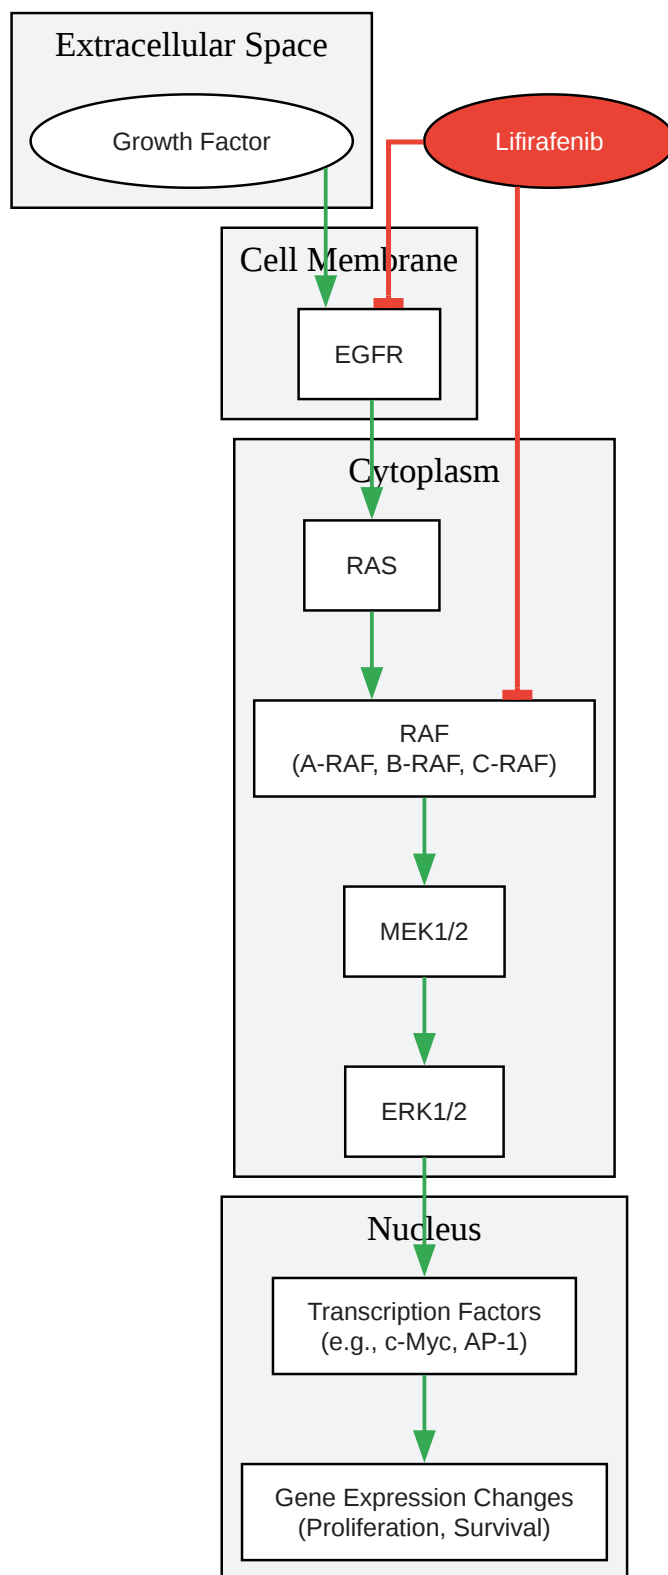 Extracellular Space
Growth Factor
Lifirafenib
Cell Membrane
EGFR
Cytoplasm
RAS
RAF
(A-RAF, B-RAF, C-RAF)
MEK1/2
ERK1/2
Nucleus
Transcription Factors
(e.g., c-Myc, AP-1)
Gene Expression Changes
(Proliferation, Survival)